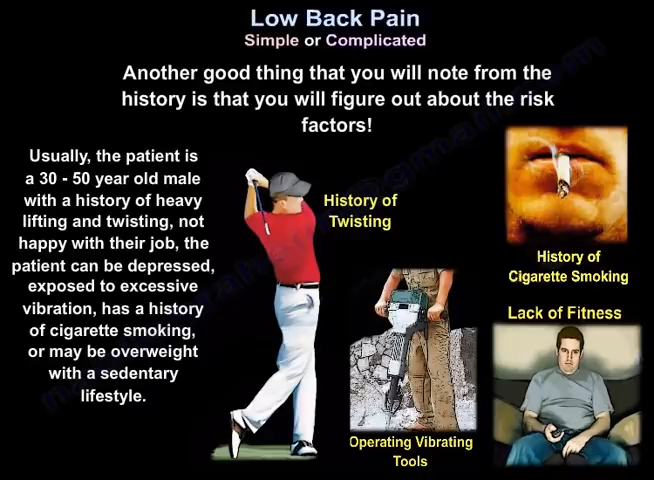 Low Back Pain
Simple or Complicated
Another good thing that you will note from the
history is that you will figure out about the risk
factors!
Usually, the patient is
a 30 - 50 year old male
with a history of heavy
lifting and twisting, not
happy with their job, the
patient can be depressed,
exposed to excessive
vibration, has a history
of cigarette smoking,
or may be overweight
with a sedentary
lifestyle.
History of
Twisting
Operating Vibrating
Tools
History of
Cigarette Smoking
Lack of Fitness